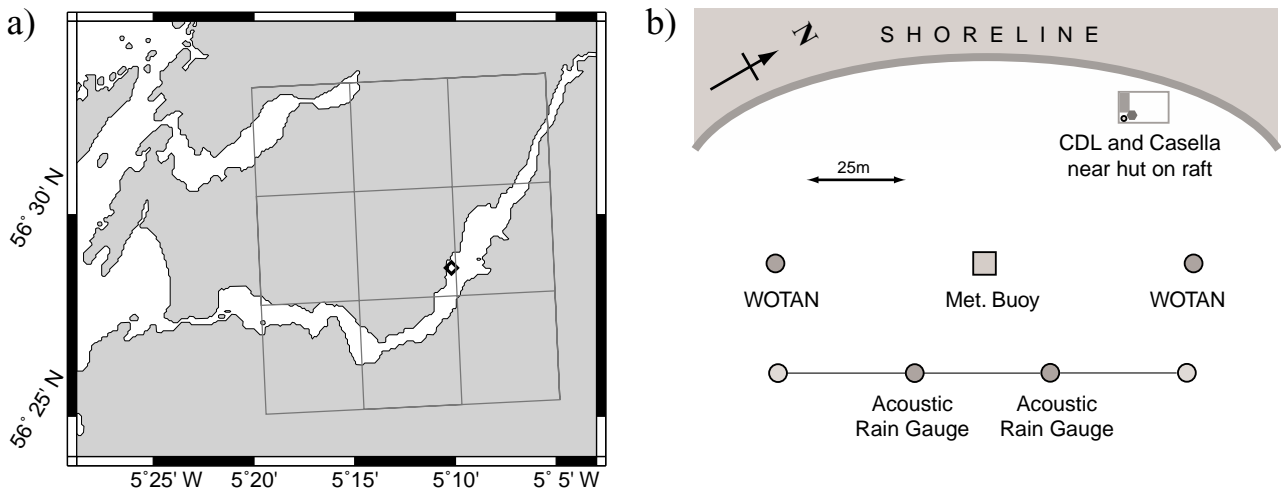 a)
56° 30' N
56° 25' N
5°25' W
5°20'
5°15'
5°10'
5° 5' W
b)
N
SHORELINE
CDL and Casella
near hut on raft
25m
WOTAN
Met. Buoy
WOTAN
Acoustic
Rain Gauge
Acoustic
Rain Gauge